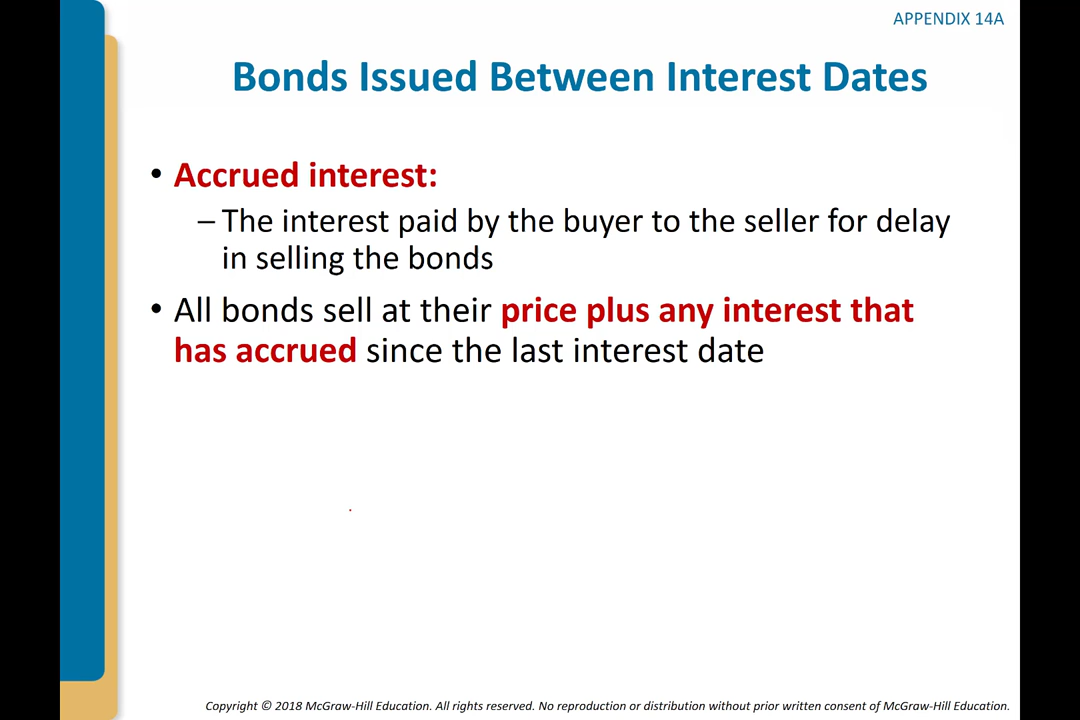 APPENDIX 14A
Bonds Issued Between Interest Dates
• Accrued interest:
– The interest paid by the buyer to the seller for delay
in selling the bonds
• All bonds sell at their price plus any interest that
has accrued since the last interest date
Copyright © 2018 McGraw-Hill Education. All rights reserved. No reproduction or distribution without prior written consent of McGraw-Hill Education.